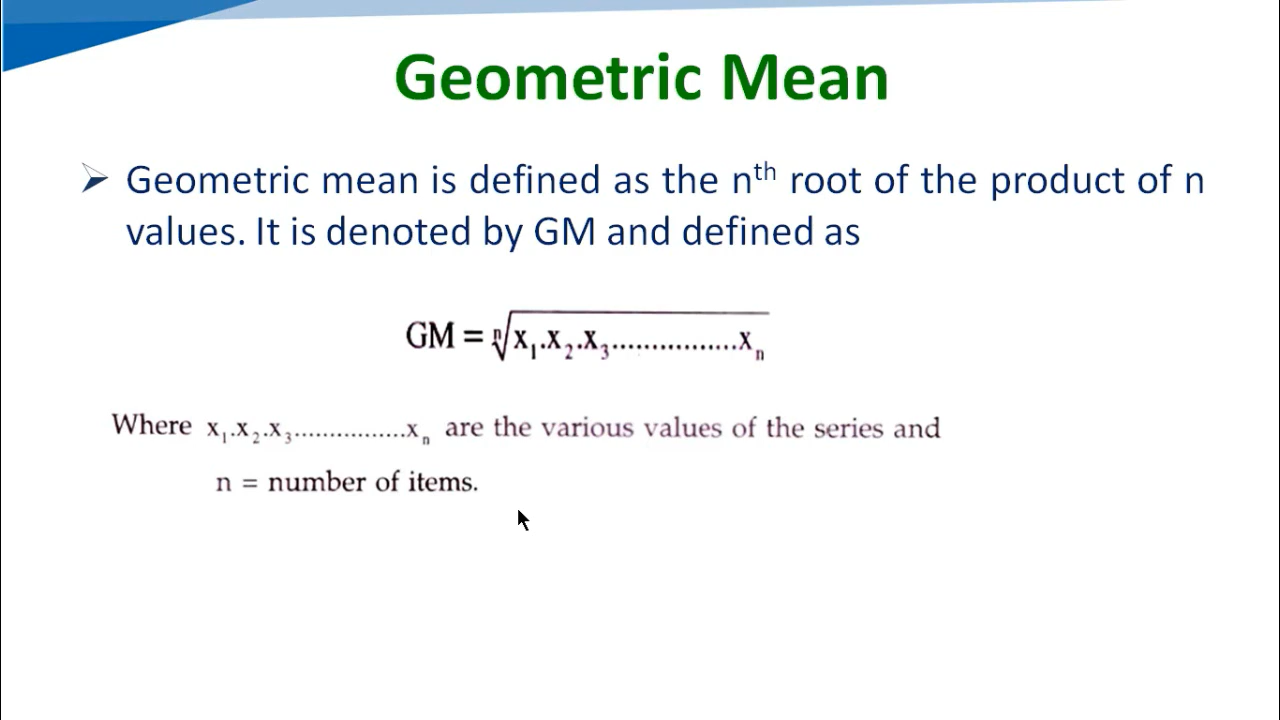 Geometric Mean
➢ Geometric mean is defined as the nᵗʰ root of the product of n
values. It is denoted by GM and defined as
GM = ⁿ√x₁.x₂.x₃................xₙ
Where x₁.x₂.x₃................xₙ are the various values of the series and
n = number of items.